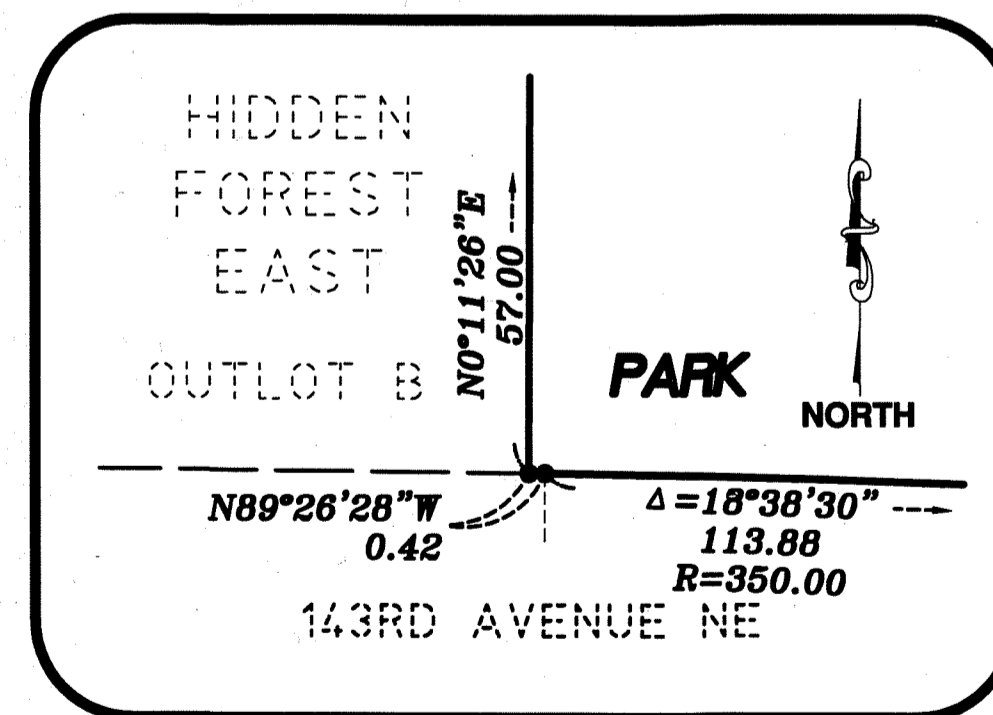 HIDDEN
FOREST
EAST
OUTLOT B
N0°11'26"E
57.00
PARK
NORTH
N89°26'28"W
0.42
Δ=18°38'30"
113.88
R=350.00
143RD AVENUE NE